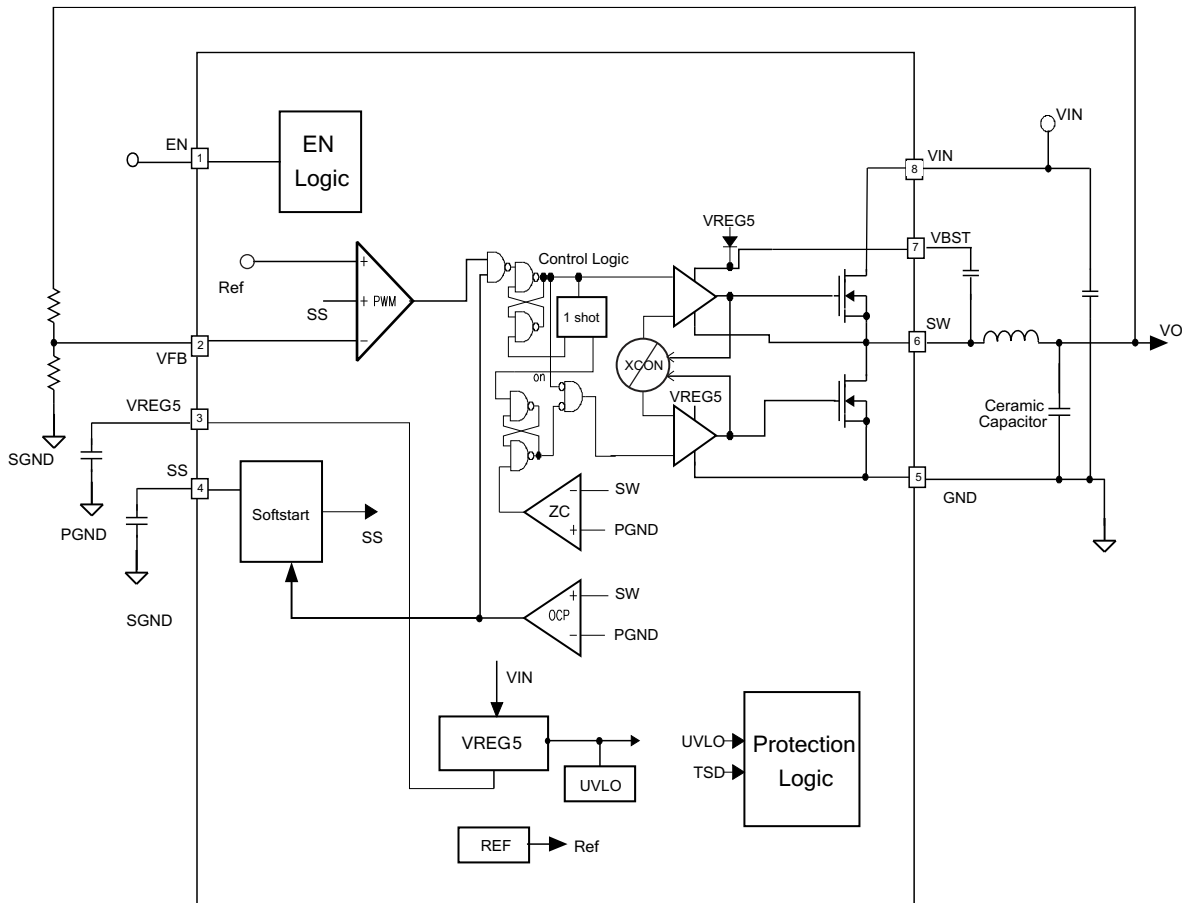 VIN
EN
1
EN
Logic
VIN
8
VREG5
7
VBST
Control Logic
Ref
+
+
PWM
-
SS
1 shot
SW
6
VO
VFB
2
XCON
on
VREG5
Ceramic
Capacitor
VREG5
3
SGND
SS
4
5
GND
Softstart
SS
-
ZC
+
SW
PGND
PGND
SGND
+
OCP
-
SW
PGND
VIN
VREG5
UVLO
UVLO
TSD
Protection
Logic
REF
Ref